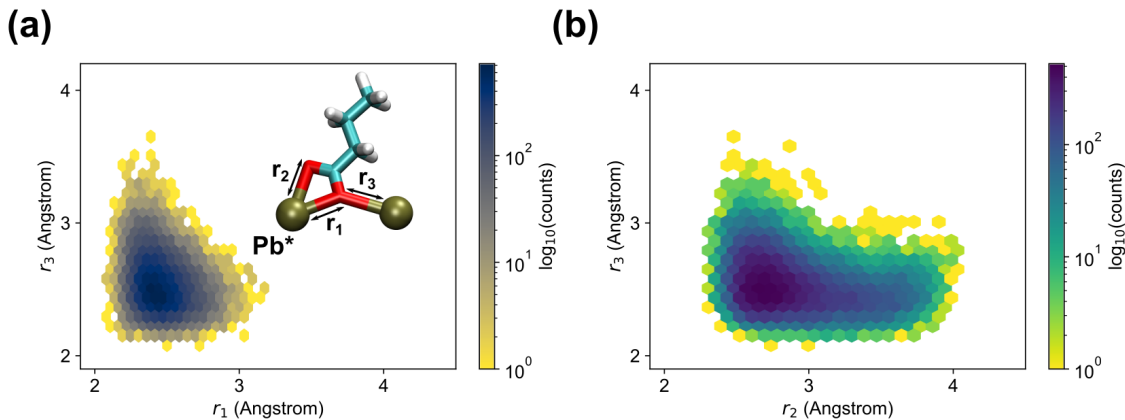 (a)
4
3
2
r3 (Angstrom)
2
3
4
r1 (Angstrom)
r2
r3
r1
Pb*
10^2
10^1
10^0
log10(counts)
(b)
4
3
2
r3 (Angstrom)
2
3
4
r2 (Angstrom)
10^2
10^1
10^0
log10(counts)